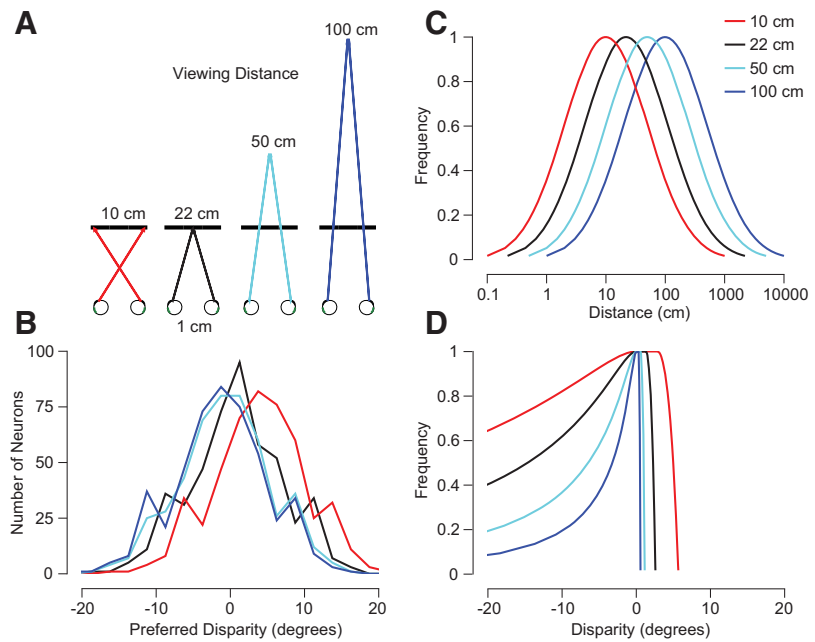 A
100 cm
Viewing Distance
50 cm
10 cm
22 cm
1 cm
B
100
75
50
25
0
Number of Neurons
-20
-10
0
10
20
Preferred Disparity (degrees)
C
10 cm
22 cm
50 cm
100 cm
1
0.8
0.6
0.4
0.2
0
Frequency
0.1
1
10
100
1000
10000
Distance (cm)
D
1
0.8
0.6
0.4
0.2
0
Frequency
-20
-10
0
10
20
Disparity (degrees)